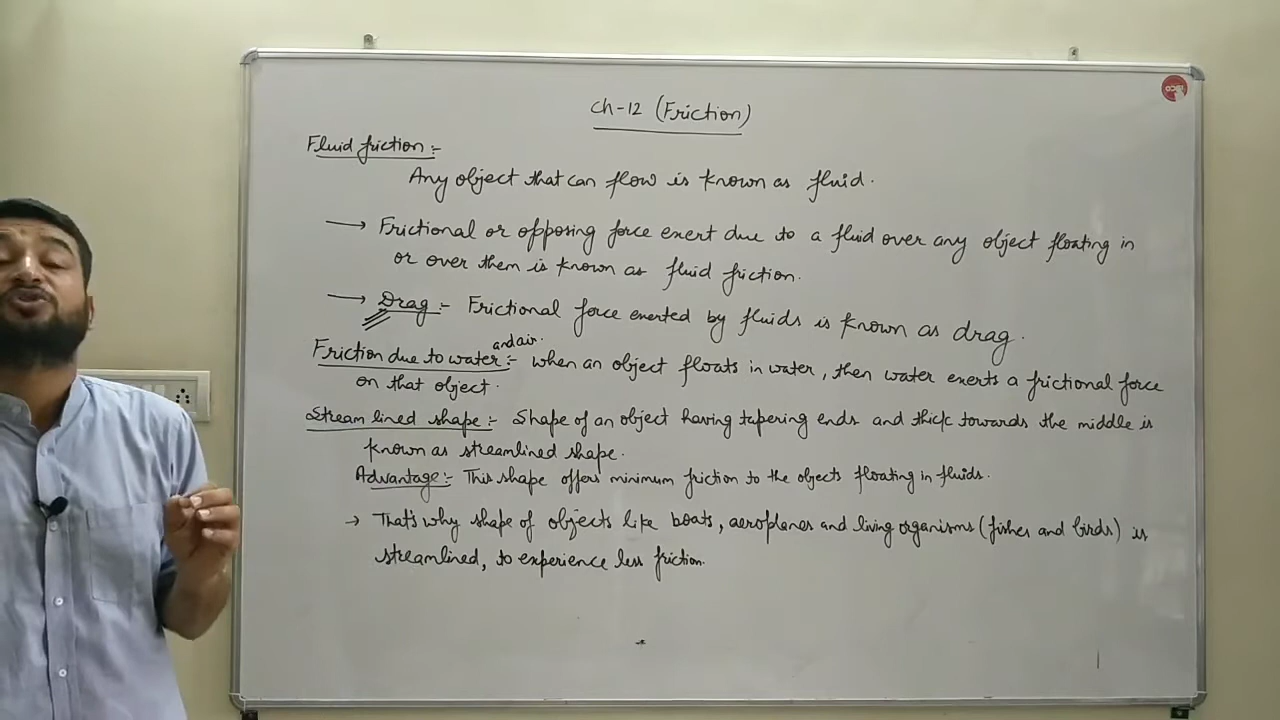 Ch-12 (Friction)
Fluid friction :-
Any object that can flow is known as fluid.
→ Frictional or opposing force exert due to a fluid over any object floating in
or over them is known as fluid friction.
→ Drag :- Frictional force exerted by fluids is known as drag.
and air.
Friction due to water :- when an object floats in water, then water exerts a frictional force
on that object.
Stream lined shape :- Shape of an object having tapering ends and thick towards the middle is
known as streamlined shape.
Advantage :- This shape offers minimum friction to the objects floating in fluids.
→ That's why shape of objects like boats, aeroplanes and living organisms (fishes and birds) is
streamlined, to experience less friction.